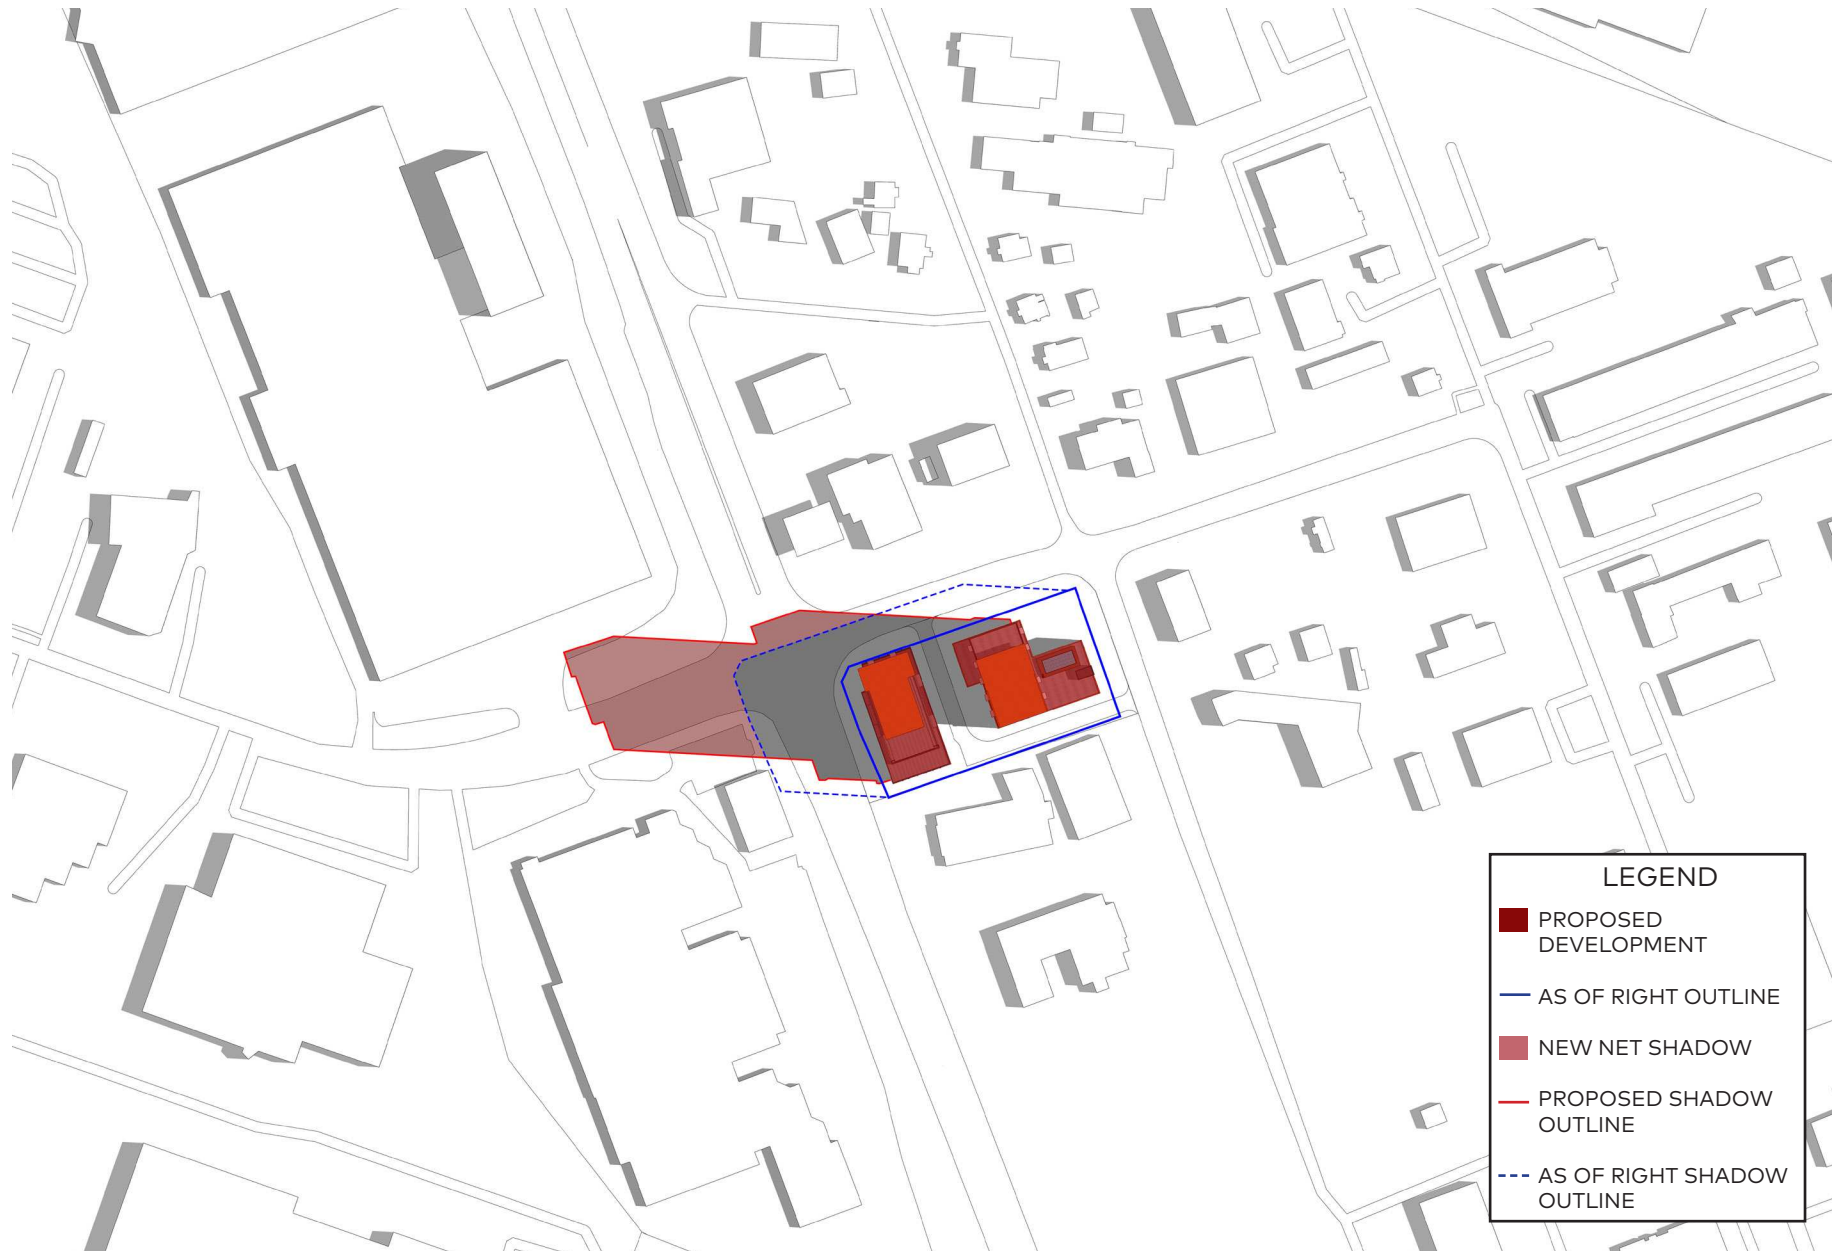 LEGEND
PROPOSED
DEVELOPMENT
AS OF RIGHT OUTLINE
NEW NET SHADOW
PROPOSED SHADOW
OUTLINE
AS OF RIGHT SHADOW
OUTLINE